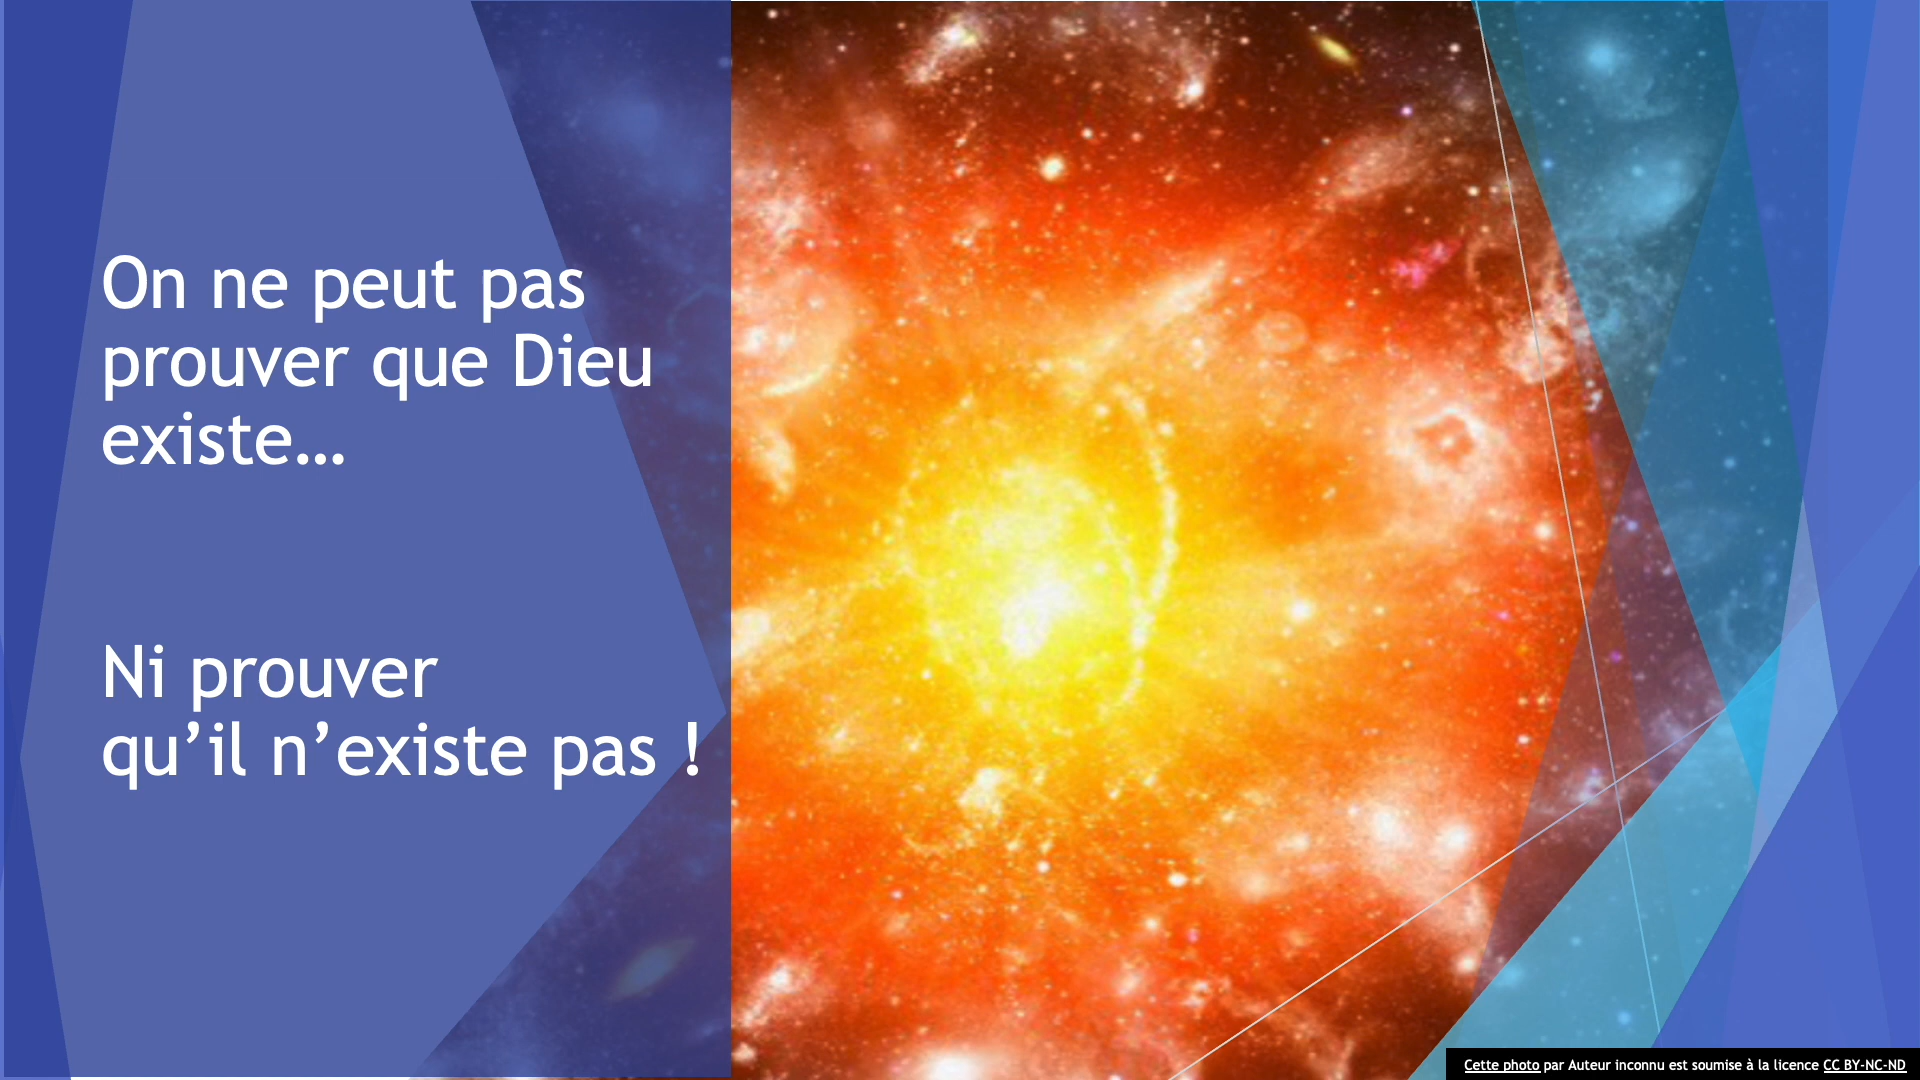 On ne peut pas
prouver que Dieu
existe…
Ni prouver
qu’il n’existe pas !
Cette photo par Auteur inconnu est soumise à la licence CC BY-NC-ND